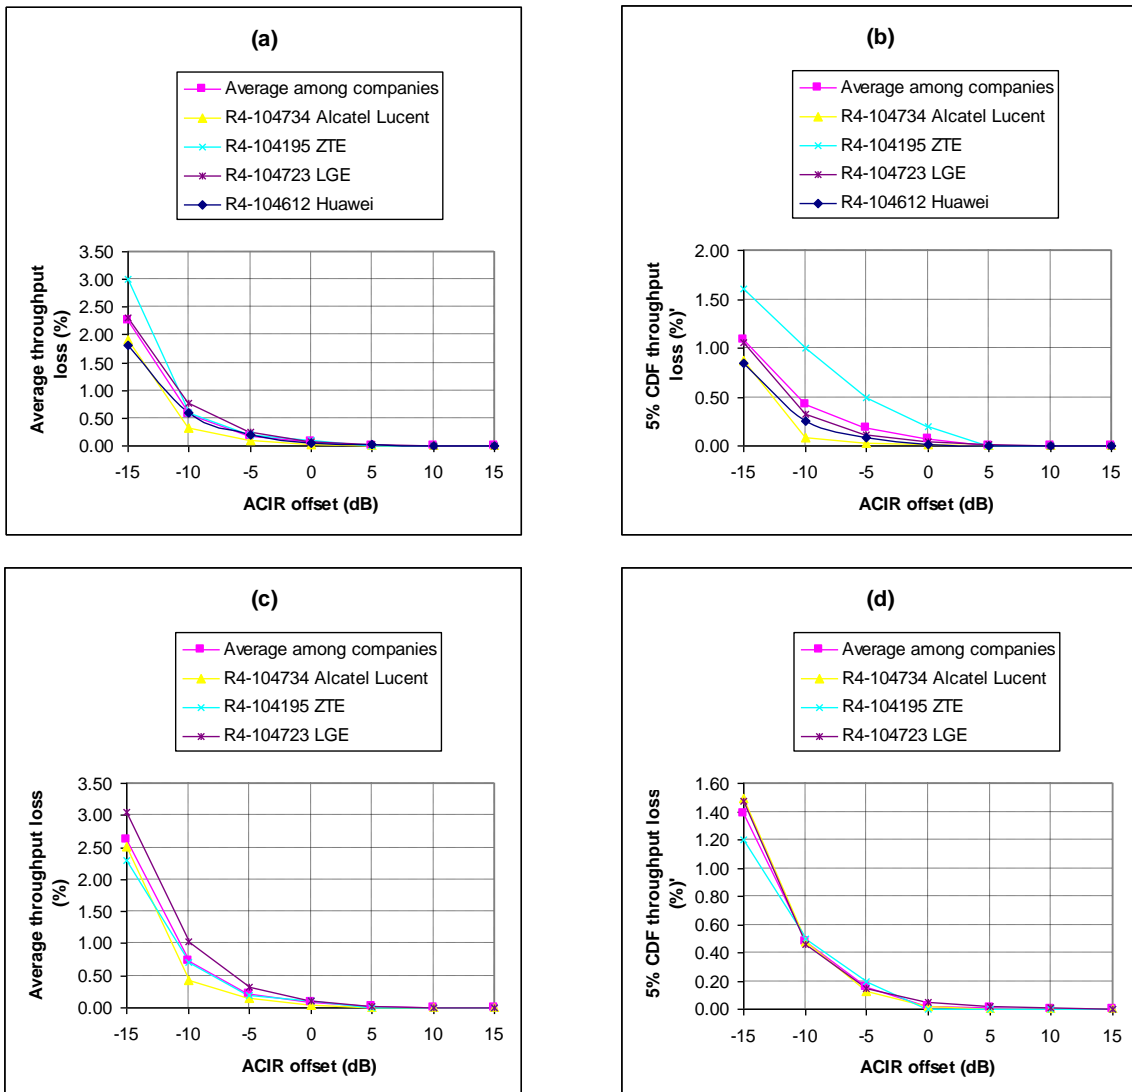 (a)
Average among companies
R4-104734 Alcatel Lucent
R4-104195 ZTE
R4-104723 LGE
R4-104612 Huawei
Average throughput
loss (%)
3.50
3.00
2.50
2.00
1.50
1.00
0.50
0.00
-15 -10 -5 0 5 10 15
ACIR offset (dB)
(b)
Average among companies
R4-104734 Alcatel Lucent
R4-104195 ZTE
R4-104723 LGE
R4-104612 Huawei
5% CDF throughput
loss (%)'
2.00
1.50
1.00
0.50
0.00
-15 -10 -5 0 5 10 15
ACIR offset (dB)
(c)
Average among companies
R4-104734 Alcatel Lucent
R4-104195 ZTE
R4-104723 LGE
Average throughput loss
(%)
3.50
3.00
2.50
2.00
1.50
1.00
0.50
0.00
-15 -10 -5 0 5 10 15
ACIR offset (dB)
(d)
Average among companies
R4-104734 Alcatel Lucent
R4-104195 ZTE
R4-104723 LGE
5% CDF throughput loss
(%)'
1.60
1.40
1.20
1.00
0.80
0.60
0.40
0.20
0.00
-15 -10 -5 0 5 10 15
ACIR offset (dB)